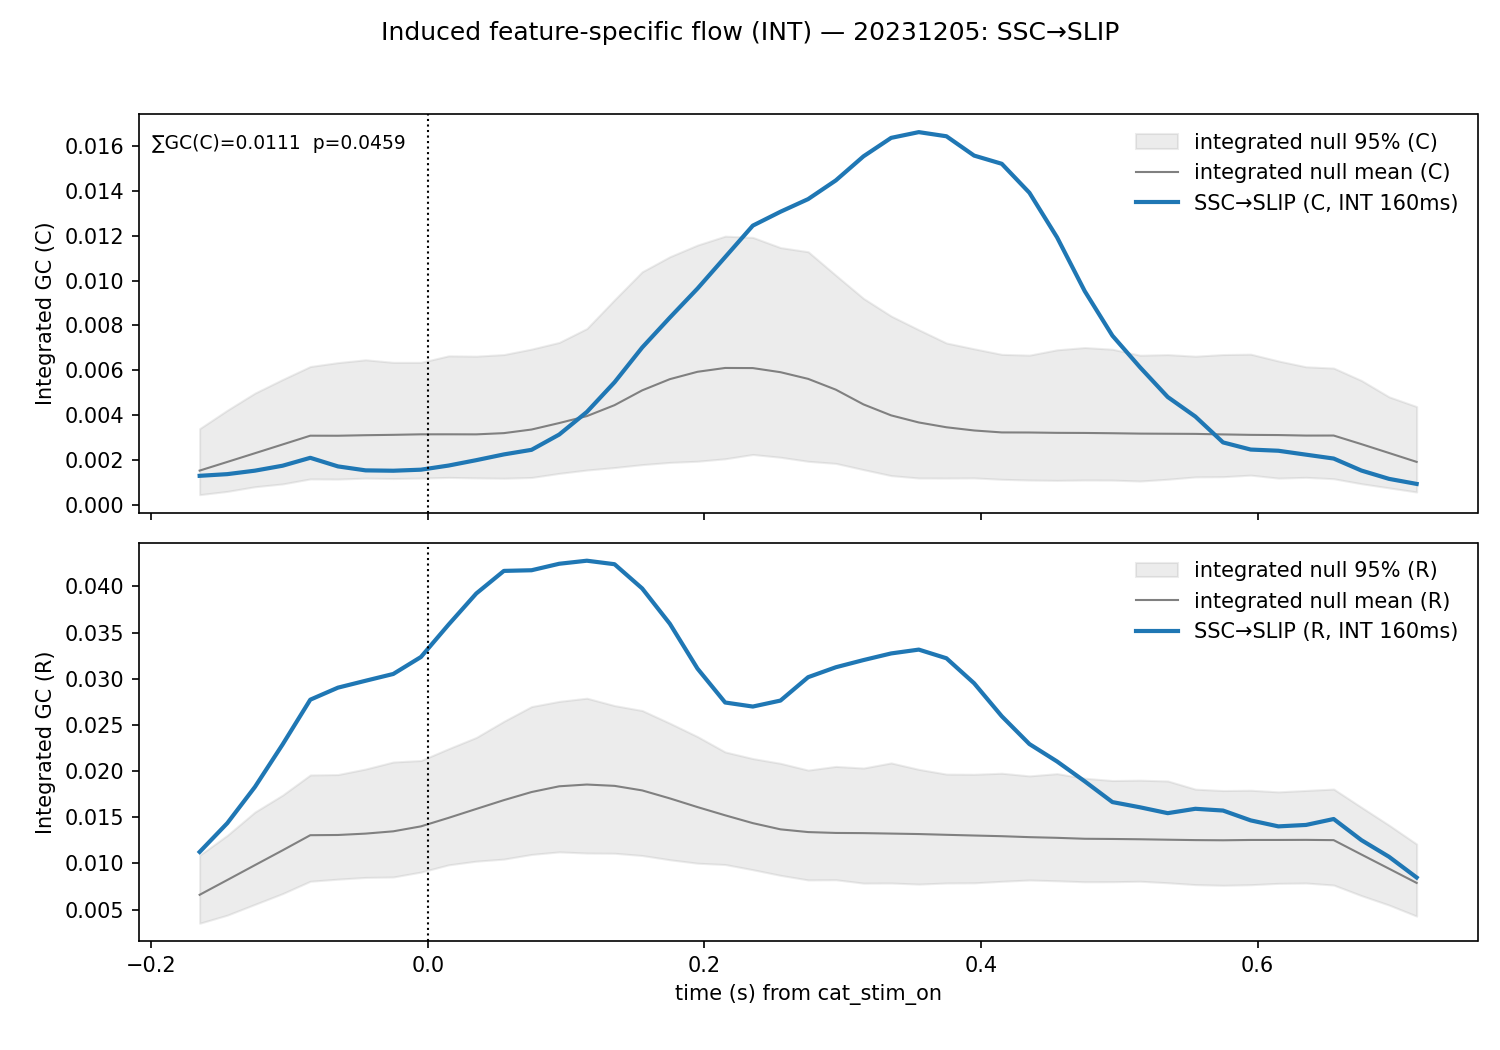 Induced feature-specific flow (INT) — 20231205: SSC→SLIP
∑GC(C)=0.0111  p=0.0459
integrated null 95% (C)
integrated null mean (C)
SSC→SLIP (C, INT 160ms)
Integrated GC (C)
0.016
0.014
0.012
0.010
0.008
0.006
0.004
0.002
0.000
integrated null 95% (R)
integrated null mean (R)
SSC→SLIP (R, INT 160ms)
Integrated GC (R)
0.040
0.035
0.030
0.025
0.020
0.015
0.010
0.005
−0.2 0.0 0.2 0.4 0.6
time (s) from cat_stim_on